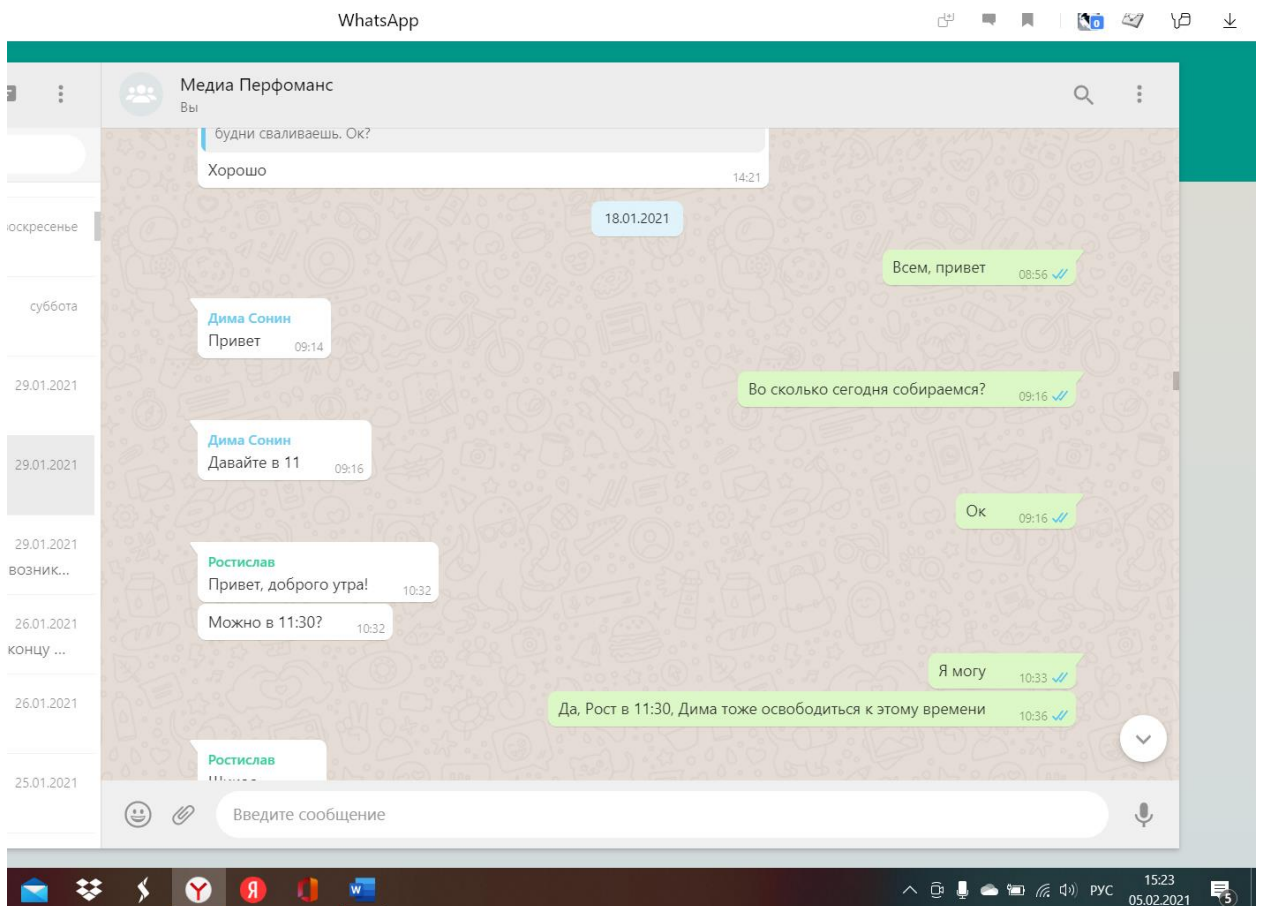 WhatsApp
Медиа Перфоманс
Вы
будни сваливаешь. Ок?
Хорошо
14:21
18.01.2021
Всем, привет
08:56
Дима Сонин
Привет
09:14
Во сколько сегодня собираемся?
09:16
Дима Сонин
Давайте в 11
09:16
Ок
09:16
Ростислав
Привет, доброго утра!
10:32
Можно в 11:30?
10:32
Я могу
10:33
Да, Рост в 11:30, Дима тоже освободиться к этому времени
10:36
Ростислав
Введите сообщение
суббота
29.01.2021
29.01.2021
29.01.2021
возник...
26.01.2021
концу ...
26.01.2021
25.01.2021
РУС
15:23
05.02.2021
5